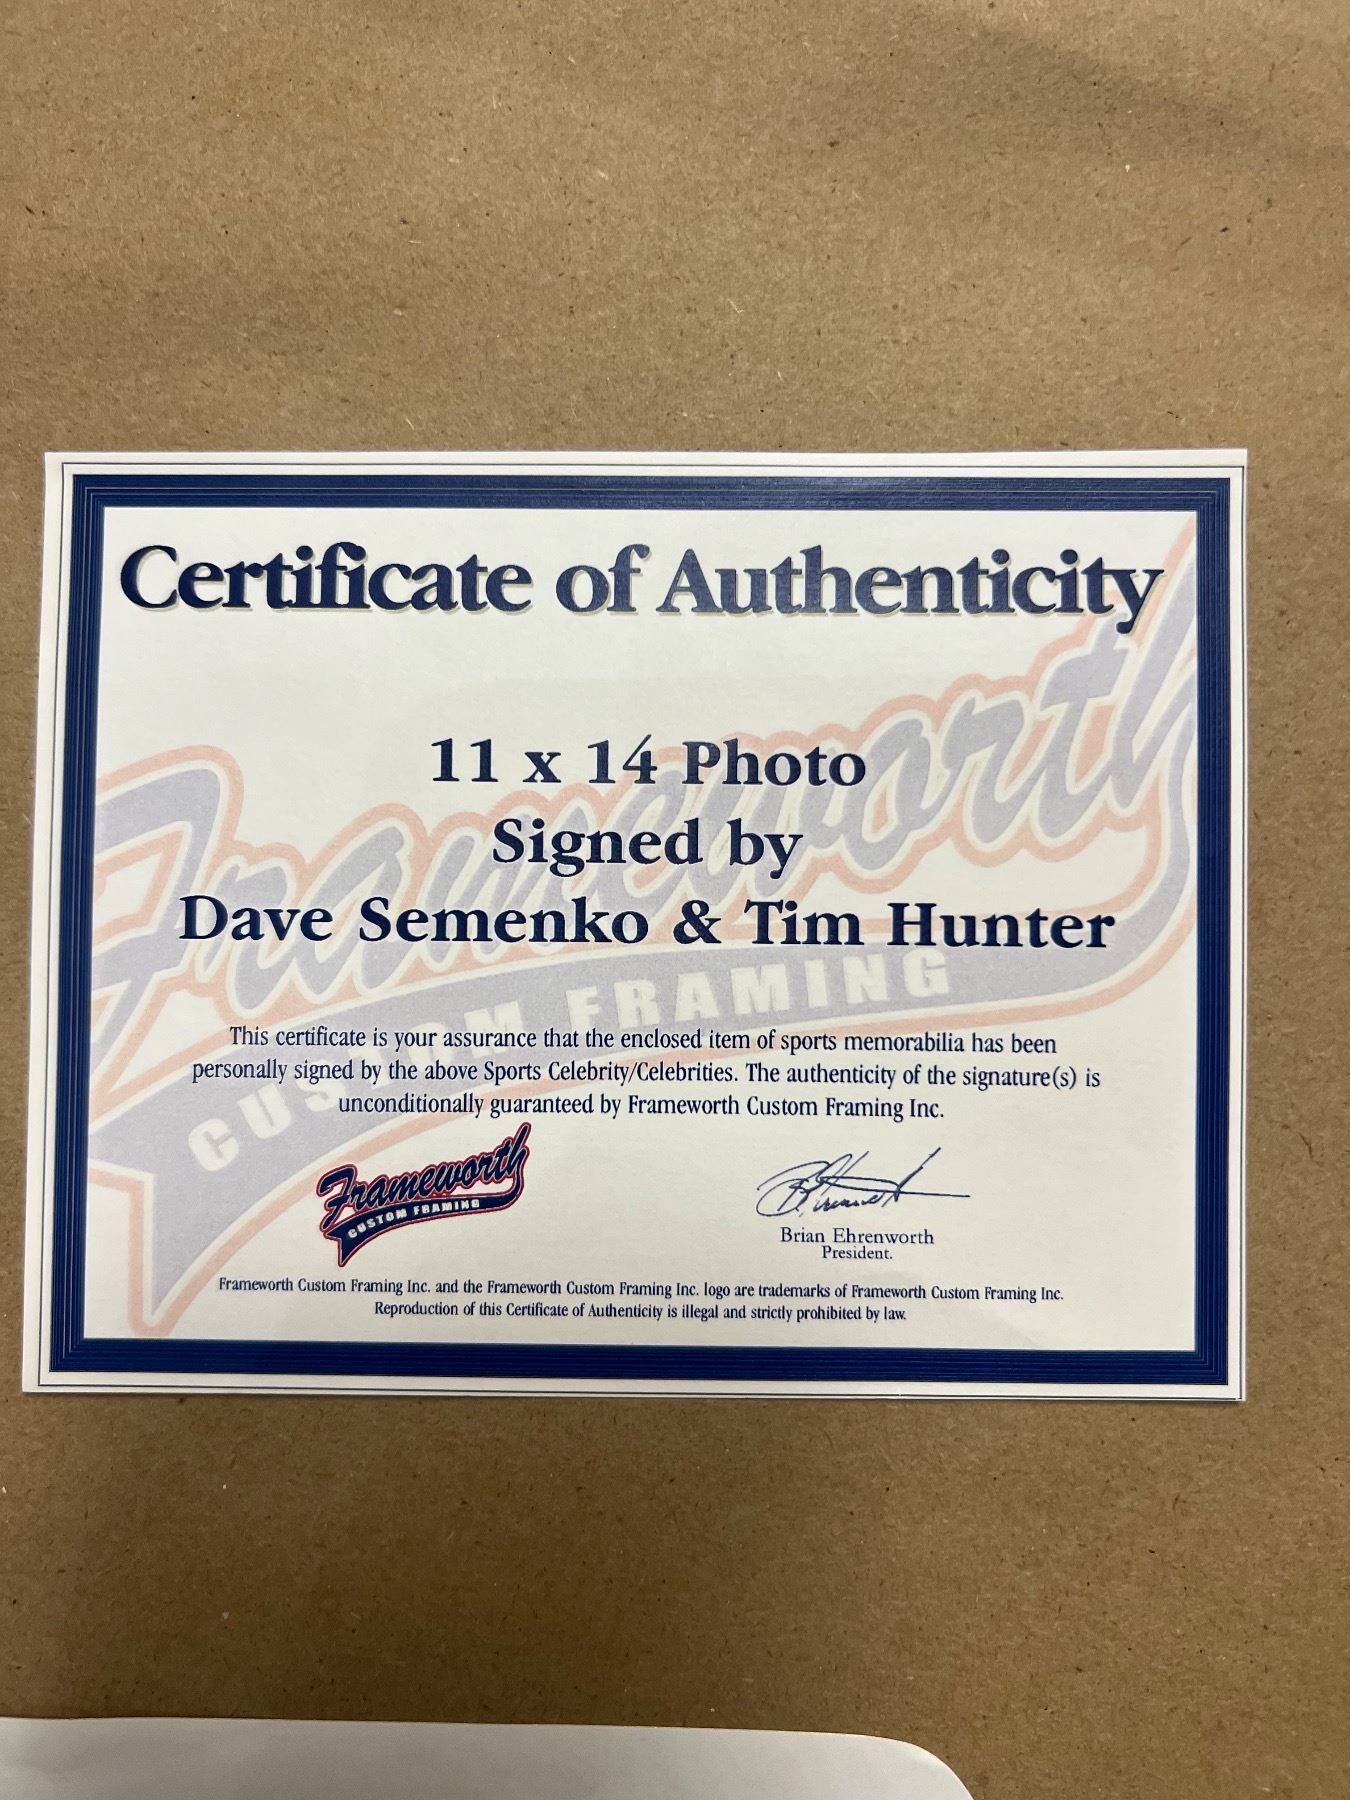 Certificate of Authenticity
11 x 14 Photo
Signed by
Dave Semenko & Tim Hunter
This certificate is your assurance that the enclosed item of sports memorabilia has been
personally signed by the above Sports Celebrity/Celebrities. The authenticity of the signature(s) is
unconditionally guaranteed by Frameworth Custom Framing Inc.
Frameworth
CUSTOM FRAMING
Frameworth
CUSTOM FRAMING
Brian Ehrenworth
President.
Frameworth Custom Framing Inc. and the Frameworth Custom Framing Inc. logo are trademarks of Frameworth Custom Framing Inc.
Reproduction of this Certificate of Authenticity is illegal and strictly prohibited by law.